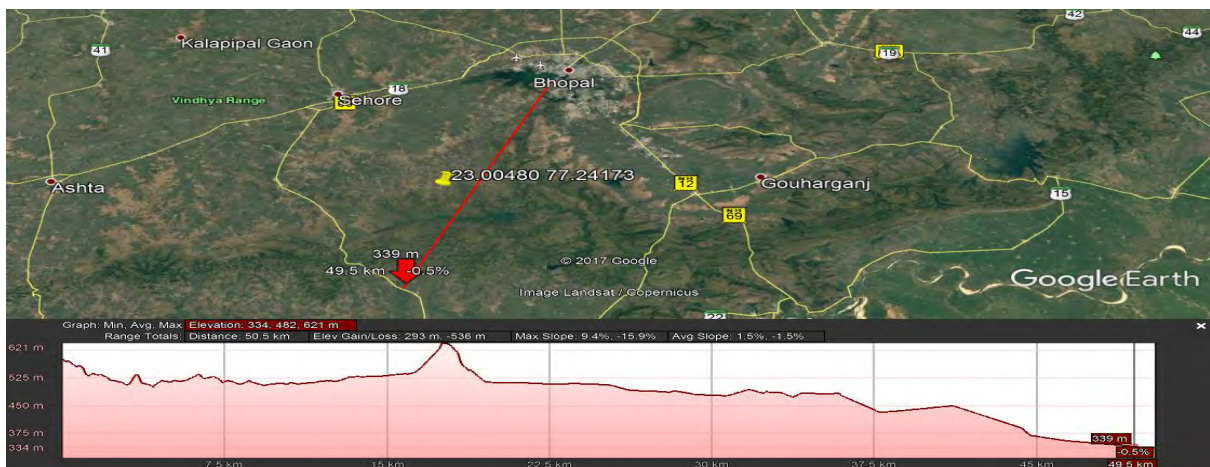 42
44
41
Kalapipal Gaon
19
Bhopal
18
Vindhya Range
Sehore
23.00480 77.24173
Ashta
Gouharganj
NH 12
15
NH 69
339 m
49.5 km -0.5%
© 2017 Google
Google Earth
Image Landsat / Copernicus
22
Graph: Min, Avg, Max Elevation: 334, 482, 621 m
Range Totals: Distance: 50.5 km Elev Gain/Loss: 293 m, -536 m Max Slope: 9.4%, -15.9% Avg Slope: 1.5%, -1.5%
621 m
525 m
450 m
375 m
334 m
339 m
-0.5%
7.5 km 15 km 22.5 km 30 km 37.5 km 45 km 49.5 km